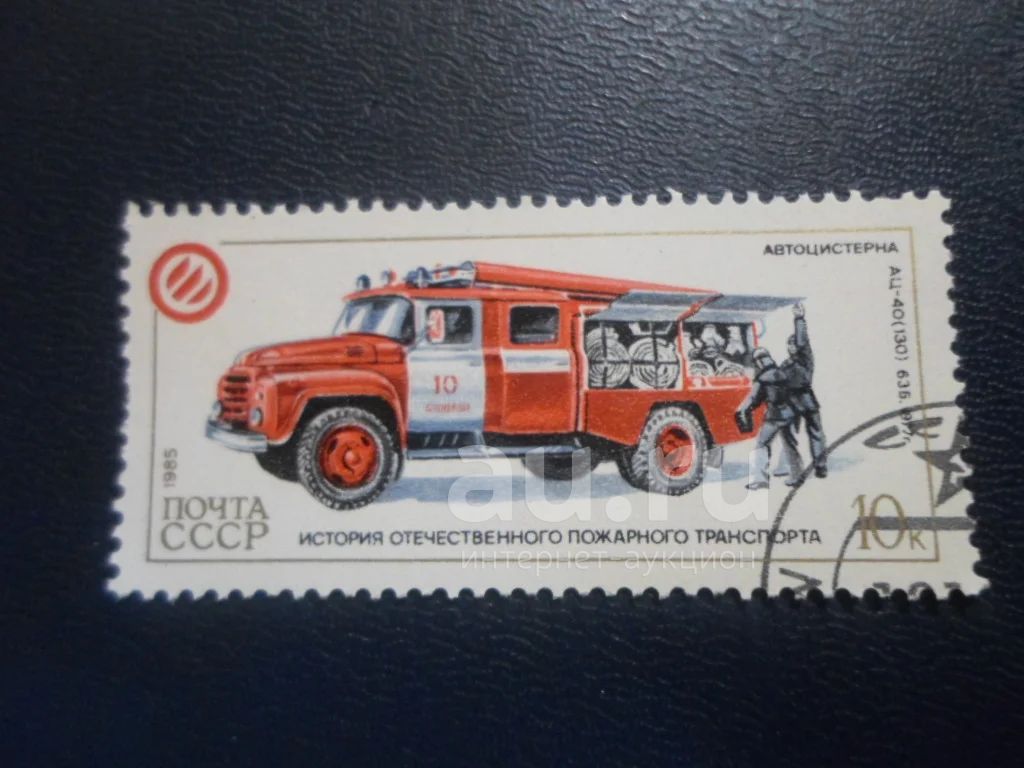 АВТОЦИСТЕРНА
АЦ-40(130) 63Б.
10
1985
ПОЧТА
СССР
ИСТОРИЯ ОТЕЧЕСТВЕННОГО ПОЖАРНОГО ТРАНСПОРТА
10к
au.ru
интернет-аукцион